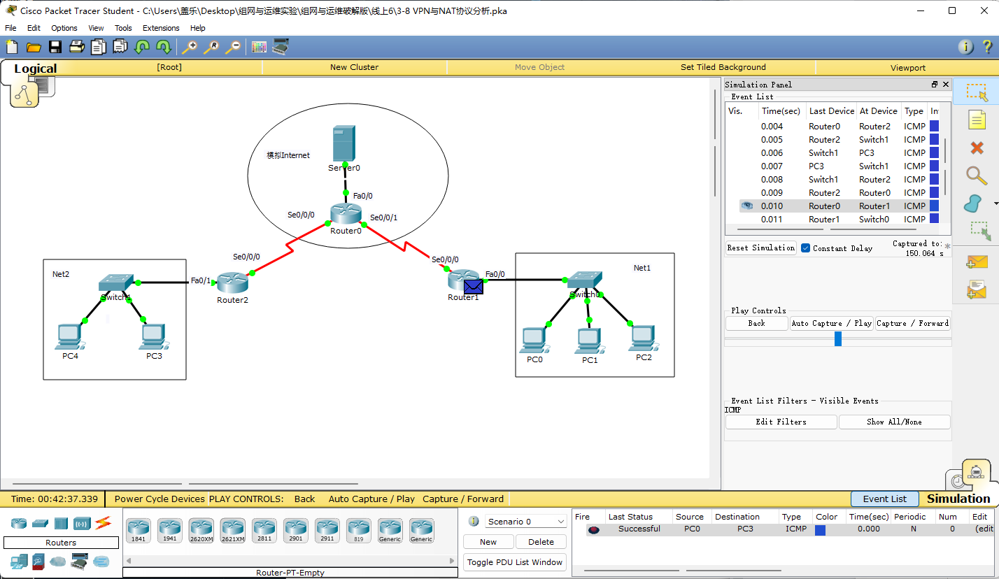 Cisco Packet Tracer Student - C:\Users\盖乐\Desktop\组网与运维实验\组网与运维破解版\线上6\3-8 VPN与NAT协议分析.pka
File Edit Options View Tools Extensions Help
Logical [Root] New Cluster Move Object Set Tiled Background Viewport
模拟Internet
Server0
Fa0/0
Se0/0/0
Se0/0/1
Router0
Se0/0/0
Se0/0/0
Net2
Fa0/1
Router2
Switch1
PC4
PC3
Fa0/0
Router1
Net1
Switch0
PC0
PC1
PC2
Simulation Panel
Event List
Vis. Time(sec) Last Device At Device Type In
0.004 Router0 Router2 ICMP
0.005 Router2 Switch1 ICMP
0.006 Switch1 PC3 ICMP
0.007 PC3 Switch1 ICMP
0.008 Switch1 Router2 ICMP
0.009 Router2 Router0 ICMP
0.010 Router0 Router1 ICMP
0.011 Router1 Switch0 ICMP
Reset Simulation Constant Delay
Captured to:
150.064 s
Play Controls
Back Auto Capture / Play Capture / Forward
Event List Filters - Visible Events
ICMP
Edit Filters Show All/None
Time: 00:42:37.339 Power Cycle Devices PLAY CONTROLS: Back Auto Capture / Play Capture / Forward Event List Simulation
Routers
1841 1941 2620XM 2621XM 2811 2901 2911 819 Generic Generic
Router-PT-Empty
Scenario 0
New Delete
Toggle PDU List Window
Fire Last Status Source Destination Type Color Time(sec) Periodic Num Edit
Successful PC0 PC3 ICMP 0.000 N 0 (edit